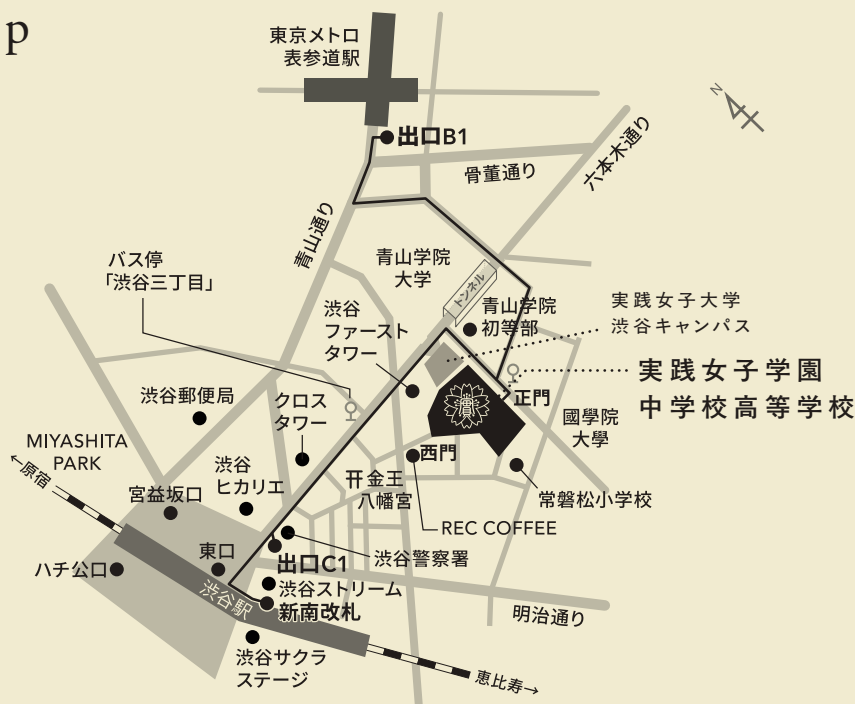 p
東京メトロ
表参道駅
出口B1
N
骨董通り
六本木通り
青山通り
バス停
「渋谷三丁目」
青山学院
大学
トンネル
青山学院
初等部
実践女子大学
渋谷キャンパス
渋谷
ファースト
タワー
実践女子学園
中学校高等学校
正門
國學院
大學
渋谷郵便局
クロス
タワー
MIYASHITA
PARK
←原宿
渋谷
ヒカリエ
西門
金王
八幡宮
常磐松小学校
宮益坂口
REC COFFEE
東口
ハチ公口
渋谷警察署
出口C1
渋谷ストリーム
新南改札
渋谷駅
明治通り
渋谷サクラ
ステージ
恵比寿→